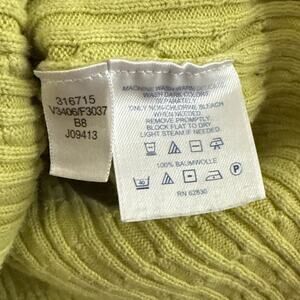 316715
V3406/F3037
B8
J09413
MACHINE WASH WARM
WASH DARK COLORS
SEPARATELY
ONLY NON-CHLORINE BLEACH
WHEN NEEDED
REMOVE PROMPTLY
BLOCK FLAT TO DRY
LIGHT STEAM IF NEEDED
100% BAUMWOLLE
40
P
RN 62830